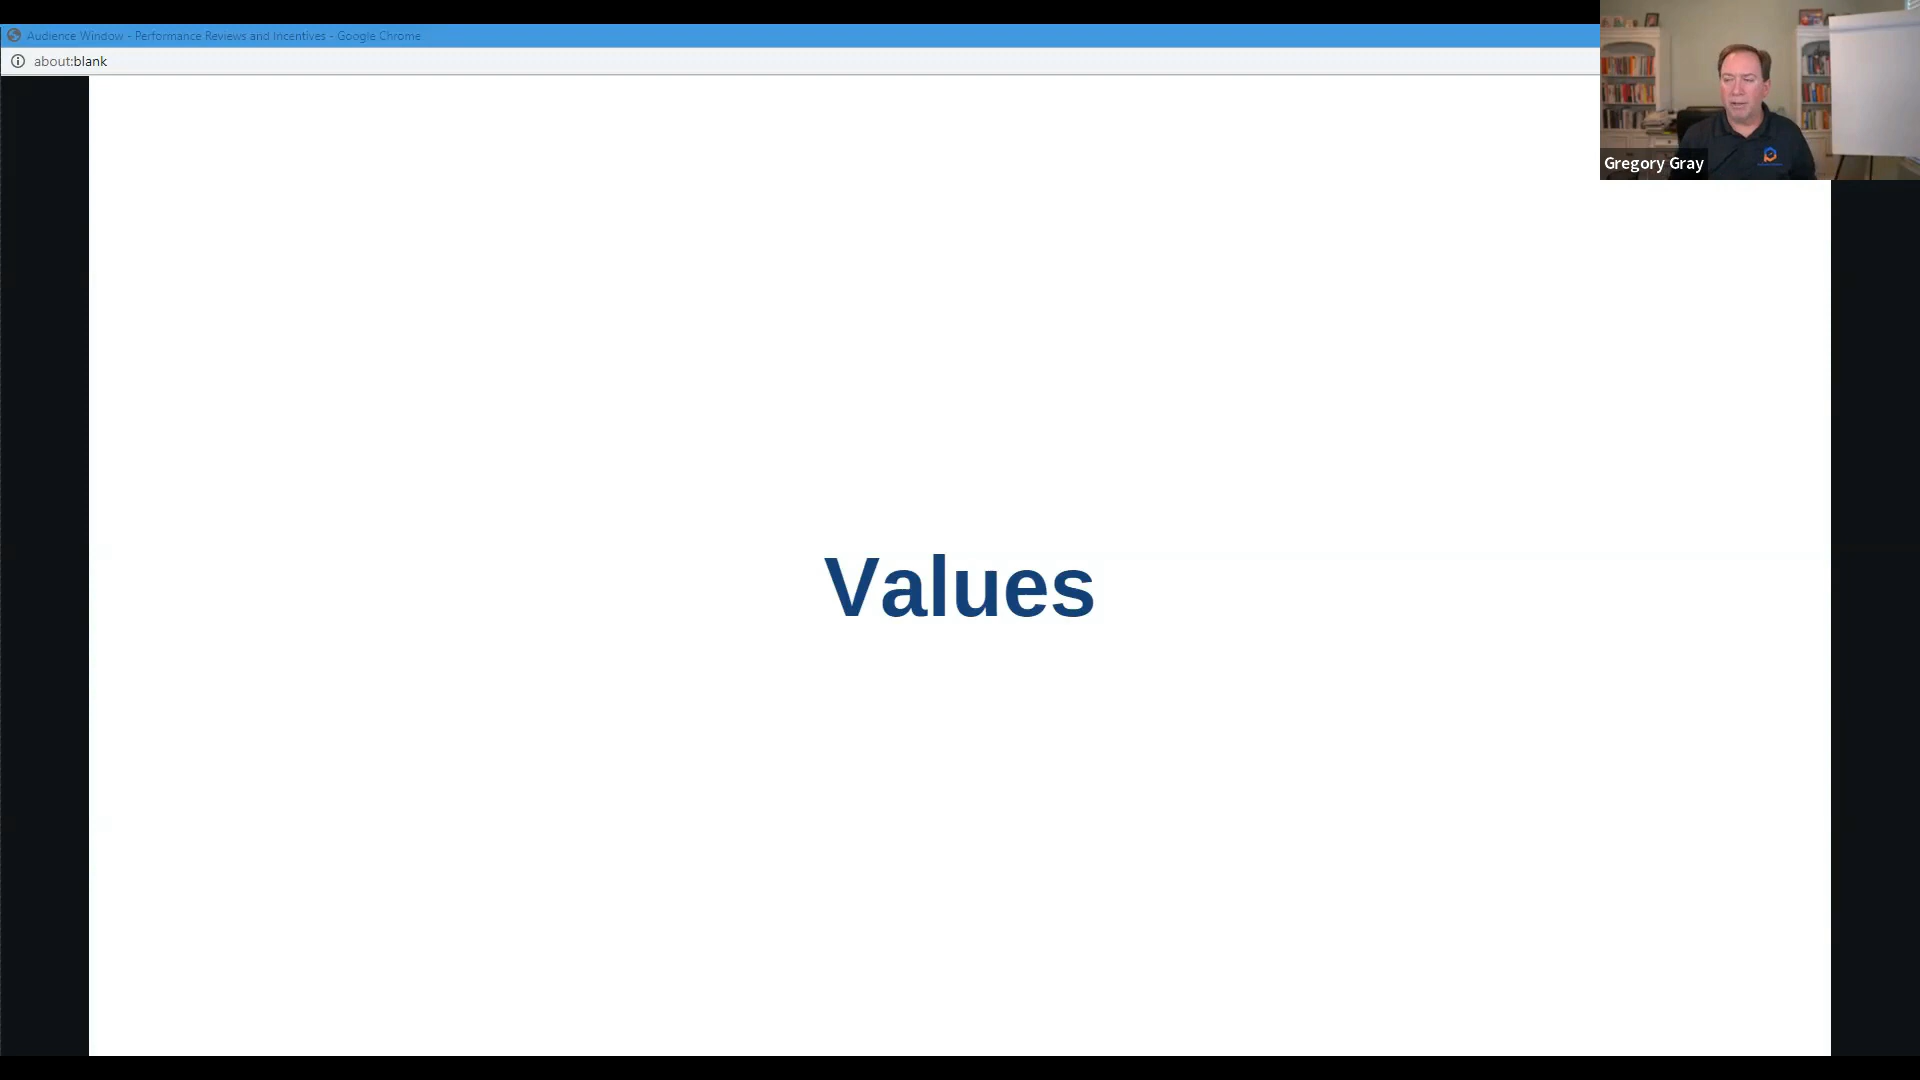 Audience Window - Performance Reviews and Incentives - Google Chrome
about:blank
Gregory Gray
Values